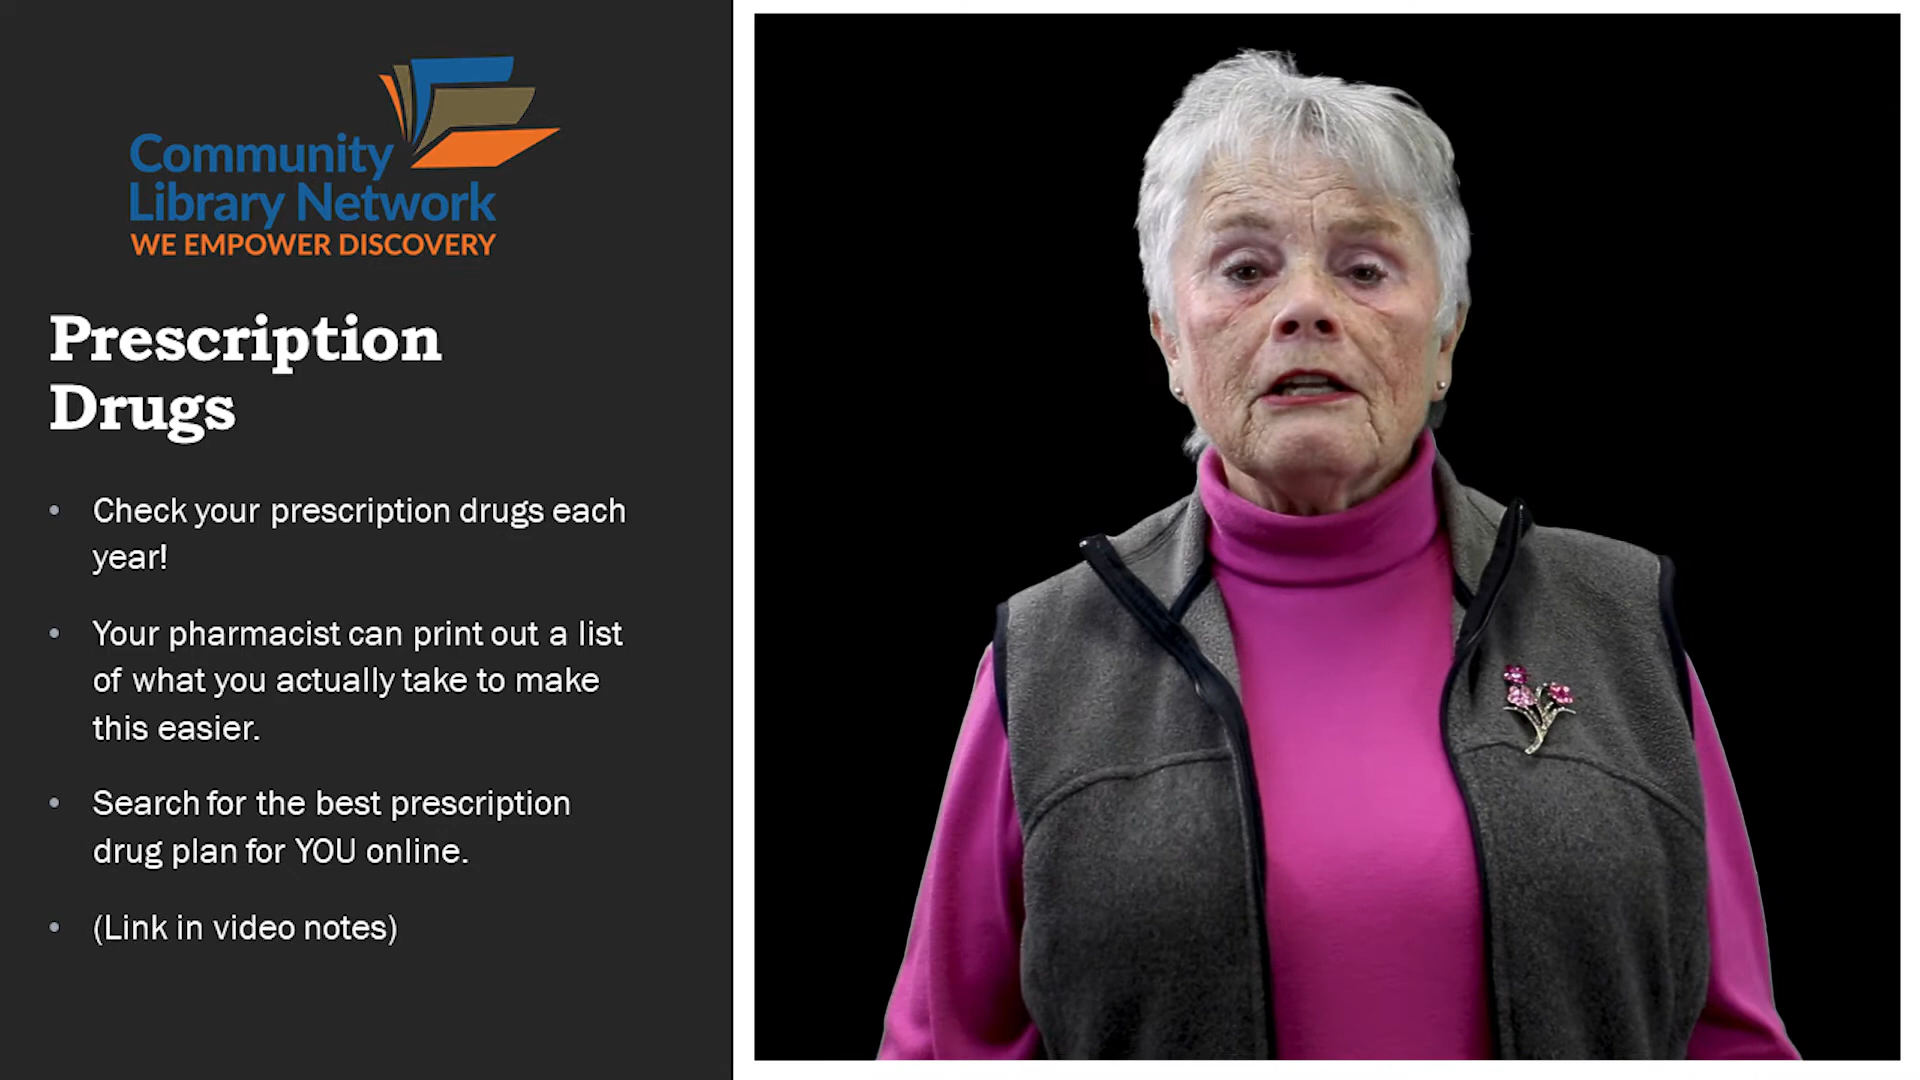 Community
Library Network
WE EMPOWER DISCOVERY
Prescription
Drugs
• Check your prescription drugs each
year!
• Your pharmacist can print out a list
of what you actually take to make
this easier.
• Search for the best prescription
drug plan for YOU online.
• (Link in video notes)